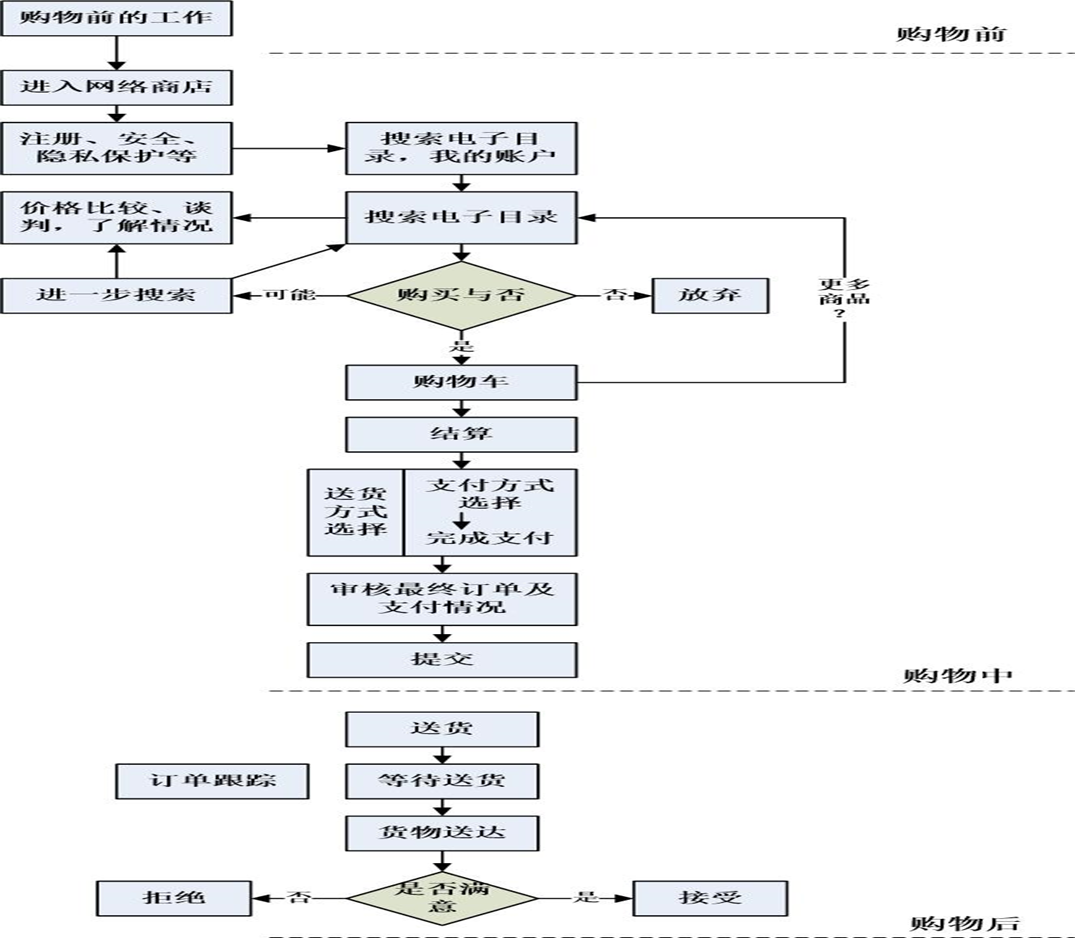 购物前的工作
购物前
进入网络商店
注册、安全、
隐私保护等
搜索电子目
录，我的账户
价格比较、谈
判，了解情况
搜索电子目录
更多
商品
？
进一步搜索
可能
购买与否
否
放弃
是
购物车
结算
送货
方式
选择
支付方式
选择
完成支付
审核最终订单及
支付情况
提交
购物中
送货
订单跟踪
等待送货
货物送达
拒绝
否
是否满
意
是
接受
购物后